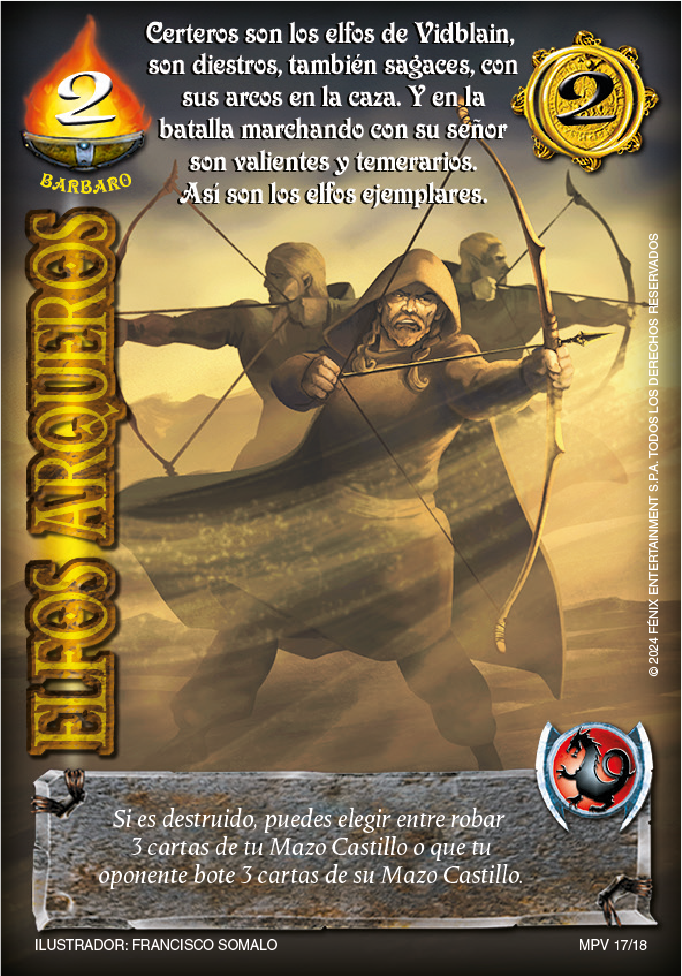 Certeros son los elfos de Vidblain,
son diestros, también sagaces, con
sus arcos en la caza. Y en la
batalla marchando con su señor
son valientes y temerarios.
Así son los elfos ejemplares.
2
BÁRBARO
2
ELFOS ARQUEROS
© 2024 FÉNIX ENTERTAINMENT S.P.A. TODOS LOS DERECHOS RESERVADOS
Si es destruido, puedes elegir entre robar
3 cartas de tu Mazo Castillo o que tu
oponente bote 3 cartas de su Mazo Castillo.
ILUSTRADOR: FRANCISCO SOMALO
MPV 17/18